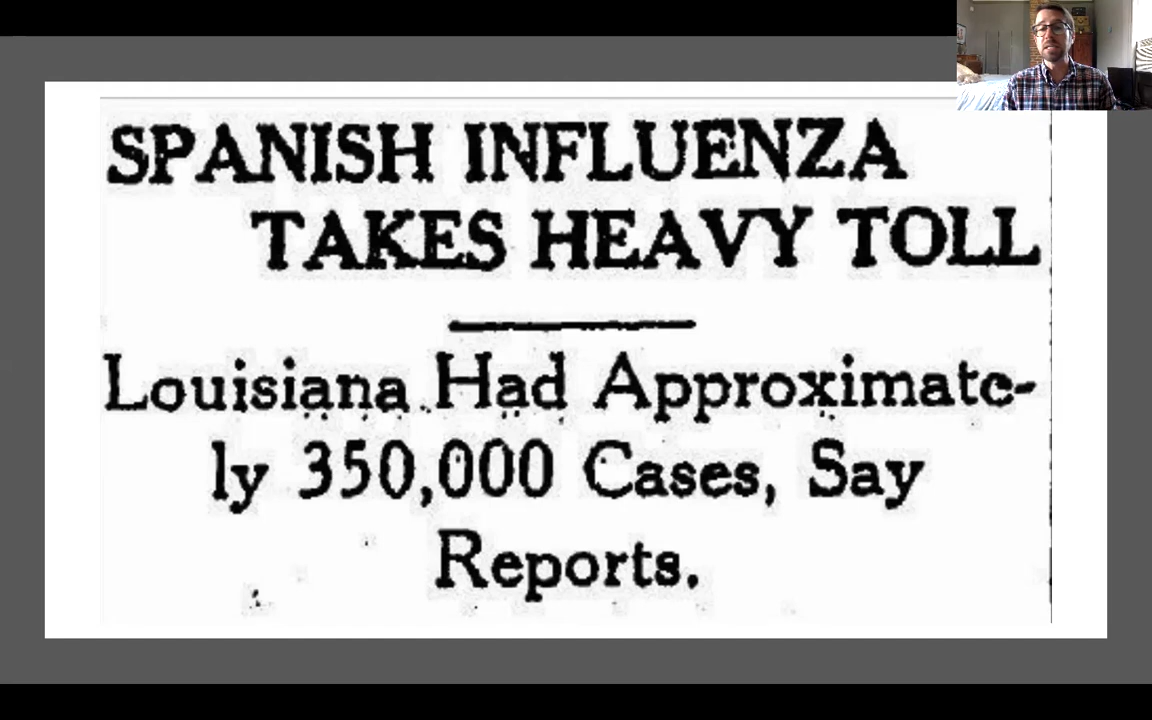 SPANISH INFLUENZA
TAKES HEAVY TOLL
Louisiana Had Approximate-
ly 350,000 Cases, Say
Reports.